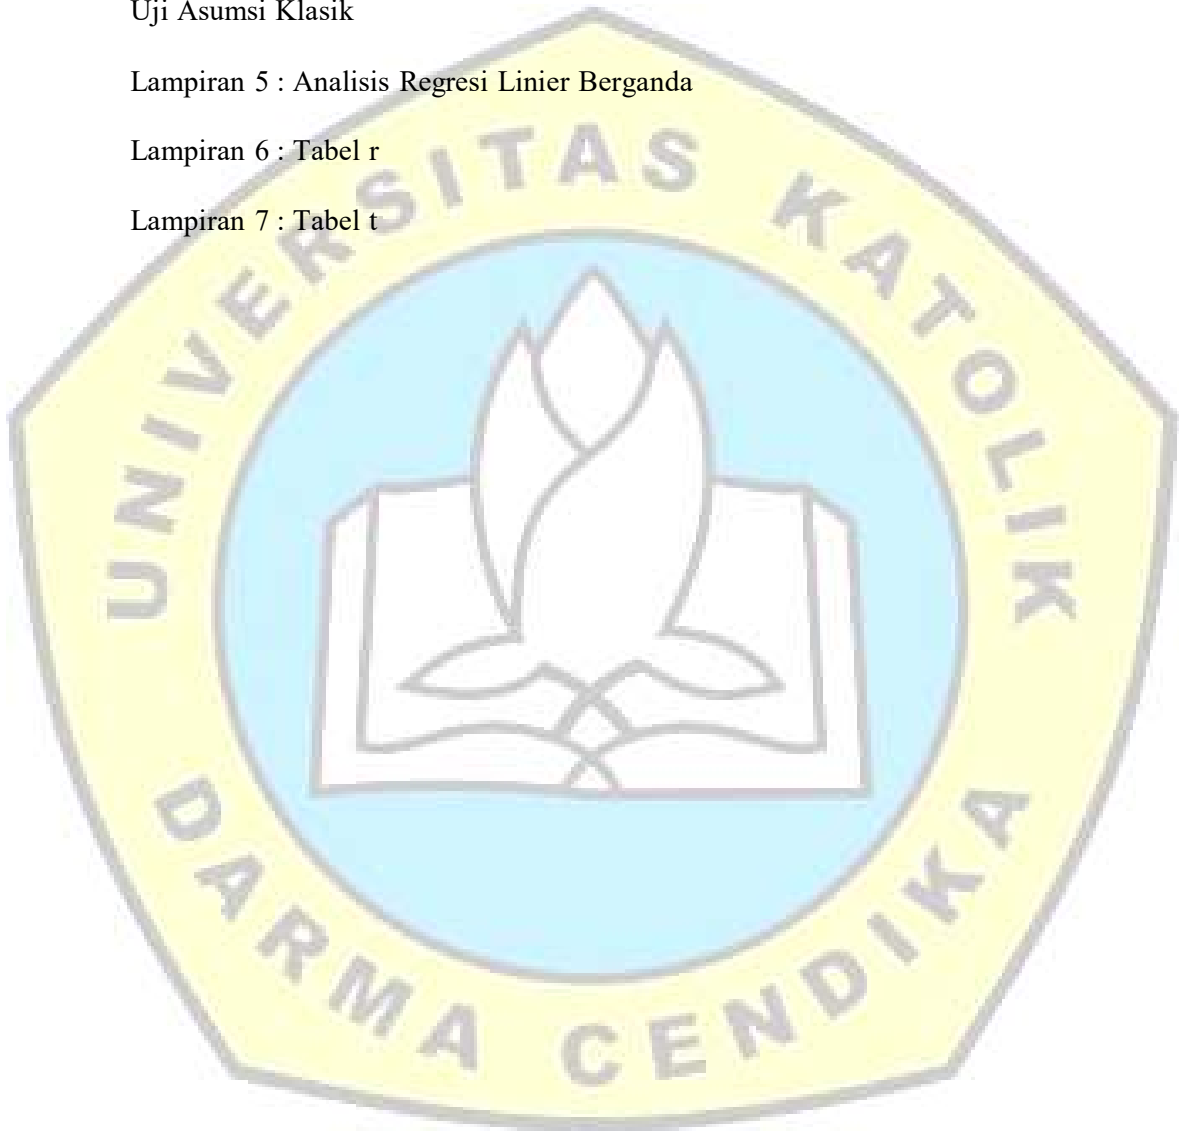 Uji Asumsi Klasik
Lampiran 5 : Analisis Regresi Linier Berganda
Lampiran 6 : Tabel r
Lampiran 7 : Tabel t
UNIVERSITAS KATOLIK
DARMA CENDIKA